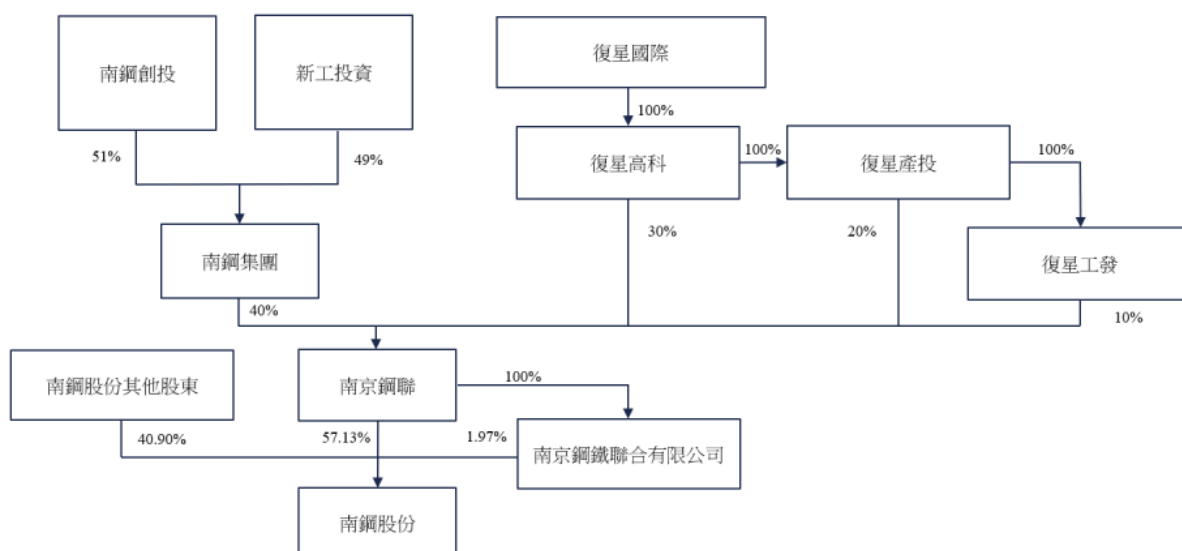 南鋼創投
新工投資
復星國際
51%
49%
100%
復星高科
100%
復星產投
100%
南鋼集團
30%
20%
復星工發
40%
10%
南鋼股份其他股東
南京鋼聯
100%
40.90%
57.13%
1.97%
南京鋼鐵聯合有限公司
南鋼股份